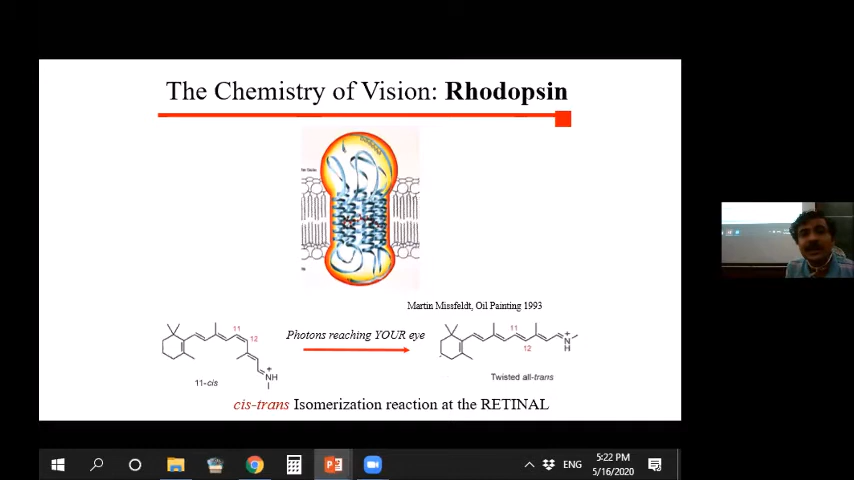 The Chemistry of Vision: Rhodopsin
Martin Missfeldt, Oil Painting 1993
11
12
Photons reaching YOUR eye
11
12
+
N
H
+
NH
11-cis
Twisted all-trans
cis-trans Isomerization reaction at the RETINAL
ENG
5:22 PM
5/16/2020